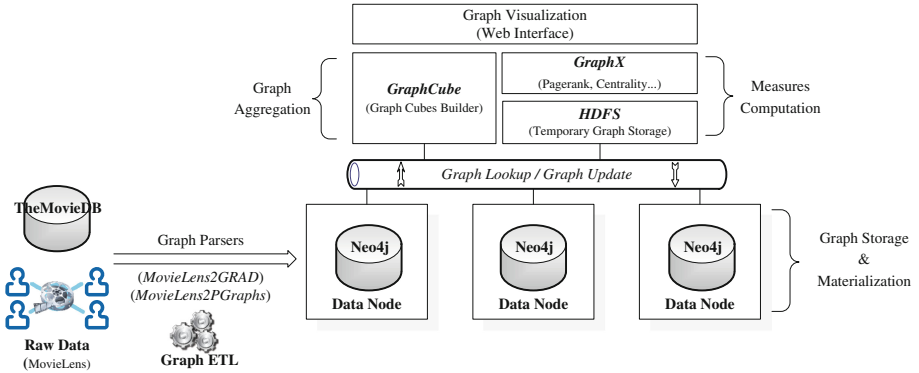 Graph Visualization
(Web Interface)
Graph
Aggregation
GraphCube
(Graph Cubes Builder)
GraphX
(Pagerank, Centrality...)
HDFS
(Temporary Graph Storage)
Measures
Computation
Graph Lookup / Graph Update
TheMovieDB
Graph Parsers
(MovieLens2GRAD)
(MovieLens2PGraphs)
Graph ETL
Raw Data
(MovieLens)
Neo4j
Data Node
Neo4j
Data Node
Neo4j
Data Node
Graph Storage
&
Materialization